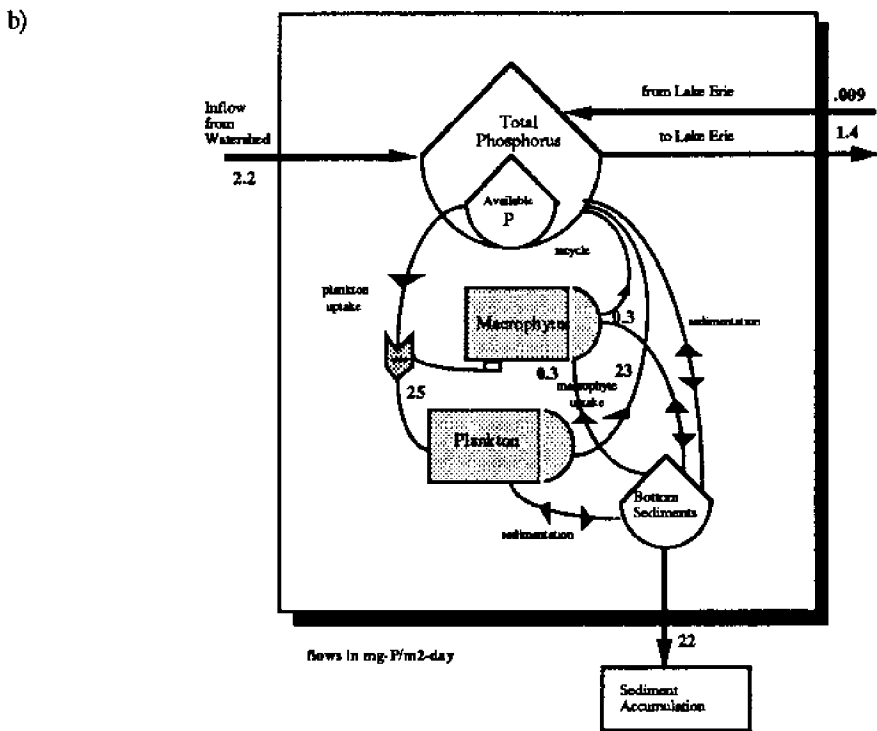 b)
from Lake Erie
.009
Inflow
from
Watershed
Total
Phosphorus
to Lake Erie
1.4
2.2
Available
P
recycle
plankton
uptake
Macrophytes
0.3
sedimentation
25
0.3
macrophyte
uptake
23
Plankton
Bottom
Sediments
sedimentation
22
flows in mg-P/m2-day
Sediment
Accumulation